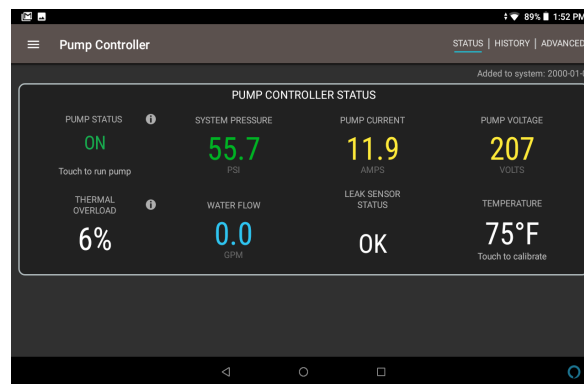 89% 1:52 PM
Pump Controller
STATUS | HISTORY | ADVANCED
Added to system: 2000-01-0
PUMP CONTROLLER STATUS
PUMP STATUS
ON
Touch to run pump
SYSTEM PRESSURE
55.7
PSI
PUMP CURRENT
11.9
AMPS
PUMP VOLTAGE
207
VOLTS
THERMAL
OVERLOAD
6%
WATER FLOW
0.0
GPM
LEAK SENSOR
STATUS
OK
TEMPERATURE
75°F
Touch to calibrate